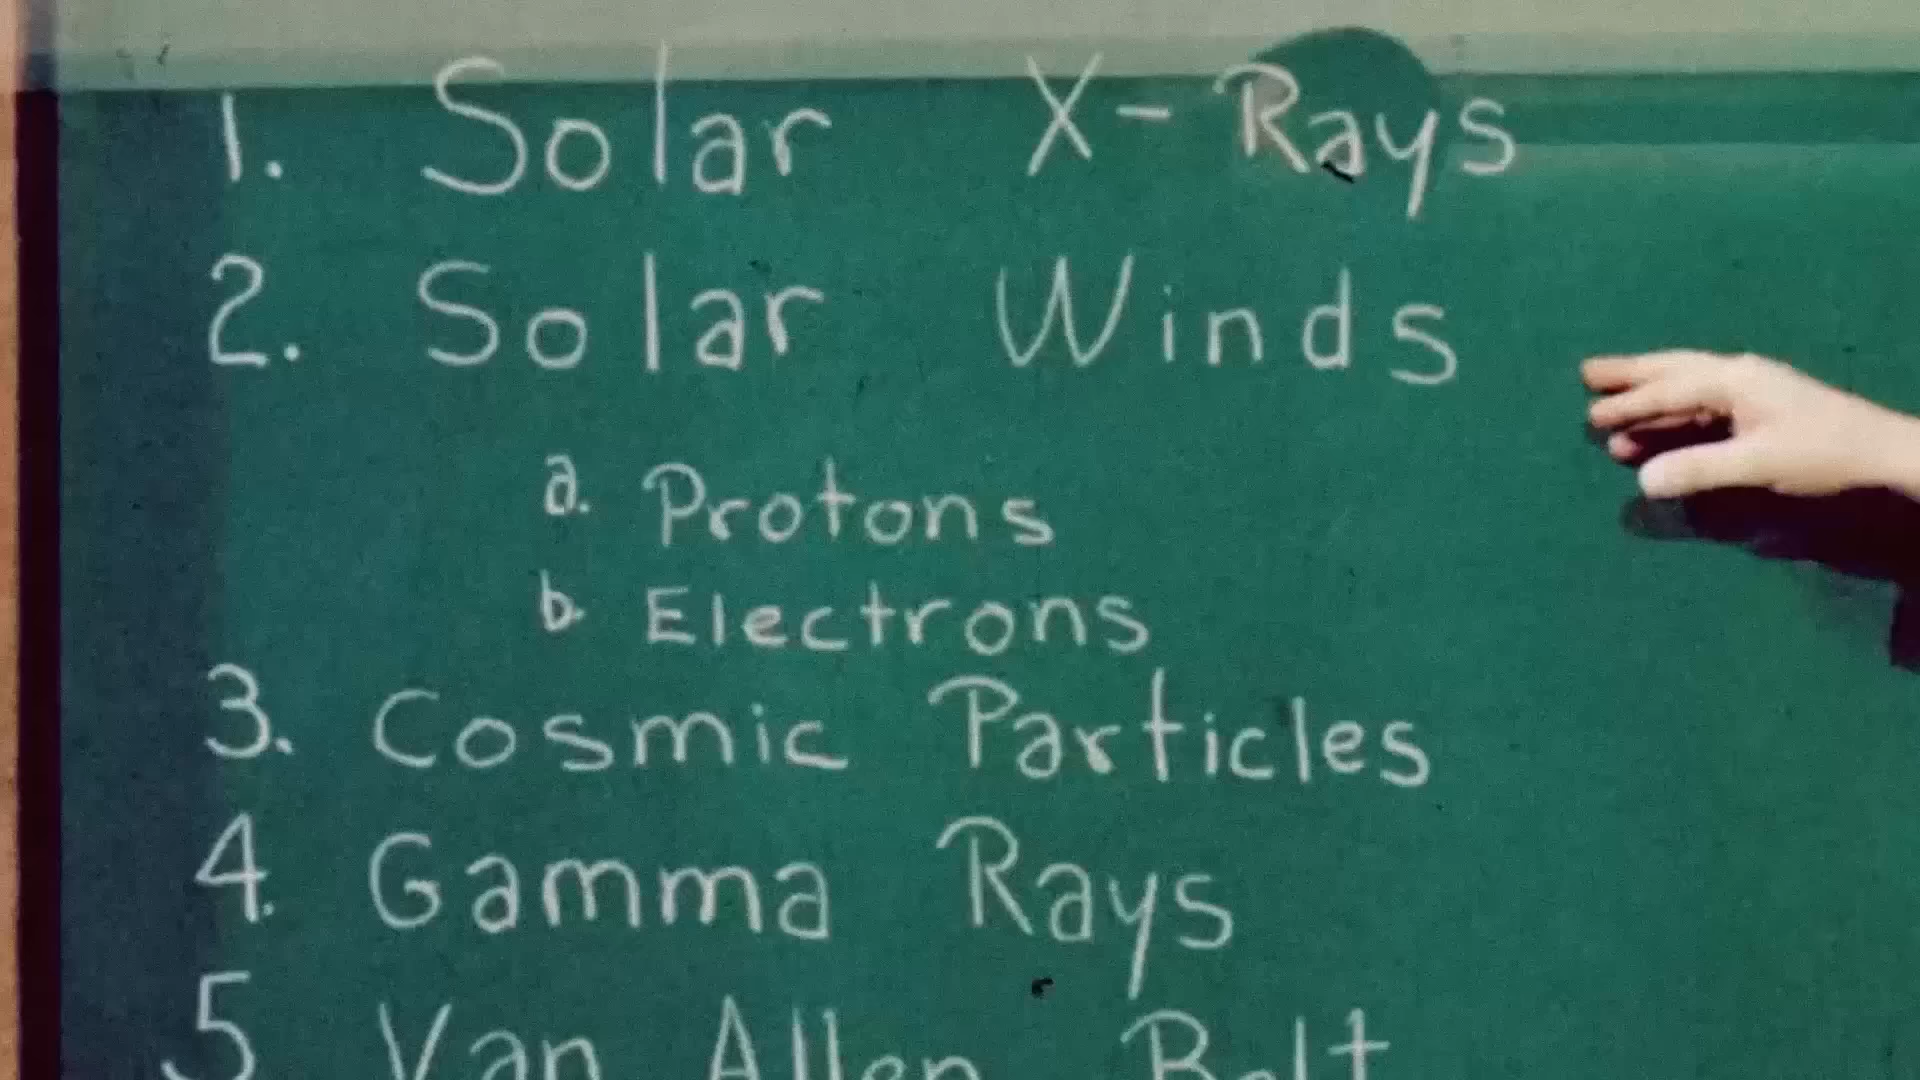 1. Solar X-Rays
2. Solar Winds
a. Protons
b. Electrons
3. Cosmic Particles
4. Gamma Rays
5 Van Allen Belt